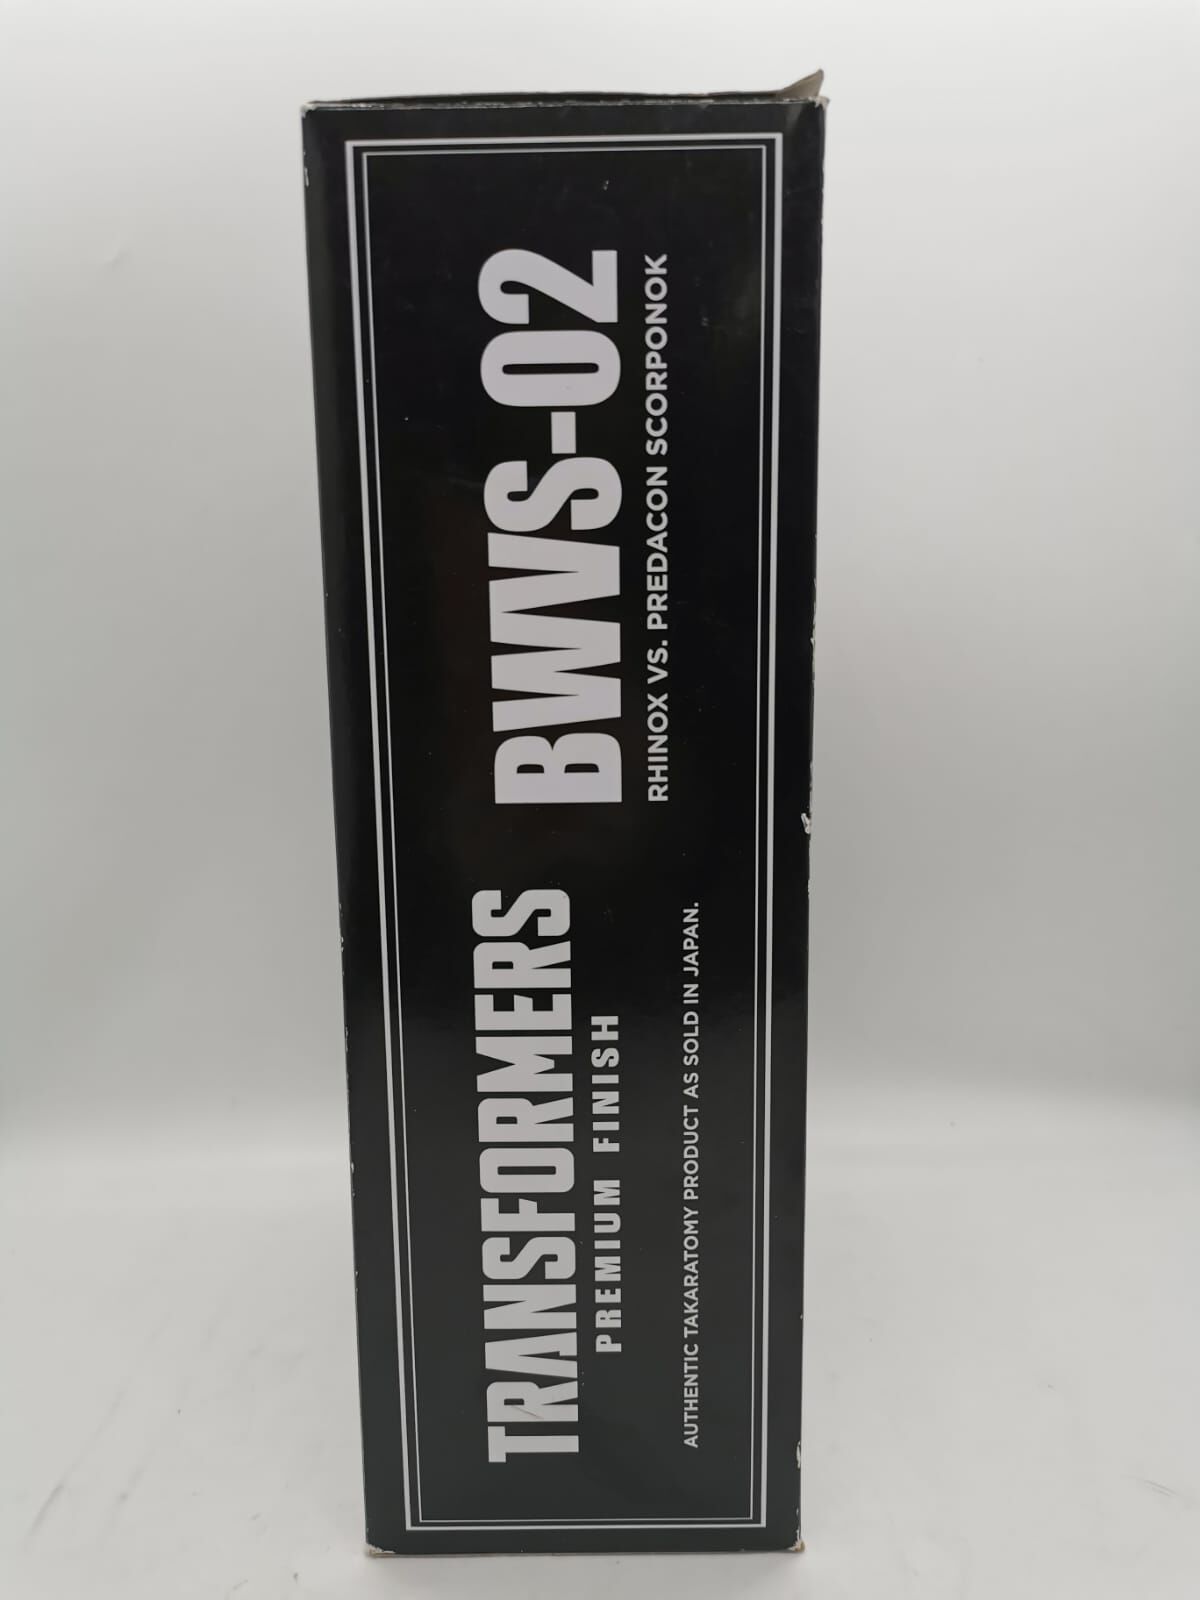 TRANSFORMERS
PREMIUM FINISH
AUTHENTIC TAKARATOMY PRODUCT AS SOLD IN JAPAN.
BWVS-02
RHINOX VS. PREDACON SCORPONOK